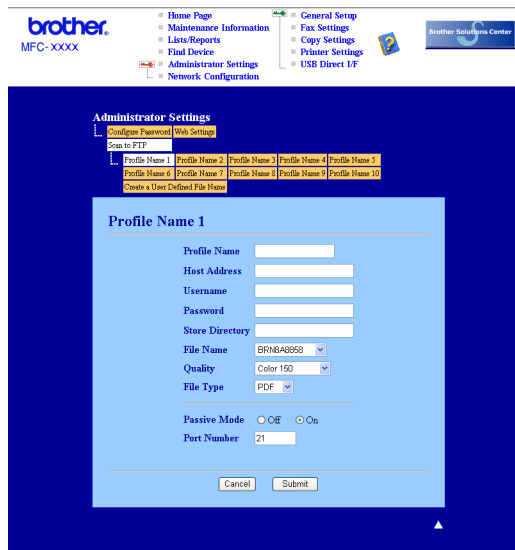 brother.
MFC- XXXX
Home Page
Maintenance Information
Lists/Reports
Find Device
Administrator Settings
Network Configuration
General Setup
Fax Settings
Copy Settings
Printer Settings
USB Direct I/F
Brother Solutions Center
Administrator Settings
Configure Password Web Settings
Scan to FTP
Profile Name 1 Profile Name 2 Profile Name 3 Profile Name 4 Profile Name 5
Profile Name 6 Profile Name 7 Profile Name 8 Profile Name 9 Profile Name 10
Create a User Defined File Name
Profile Name 1
Profile Name
Host Address
Username
Password
Store Directory
File Name BRN8A8858
Quality Color 150
File Type PDF
Passive Mode Off On
Port Number 21
Cancel Submit